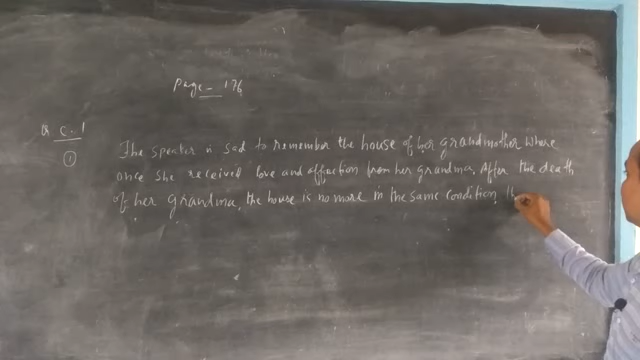 Page - 176
Q C.1
①
The speaker is sad to remember the house of her grandmother where
once she received love and affection from her grandma. After the death
of her grandma, the house is no more in the same condition,